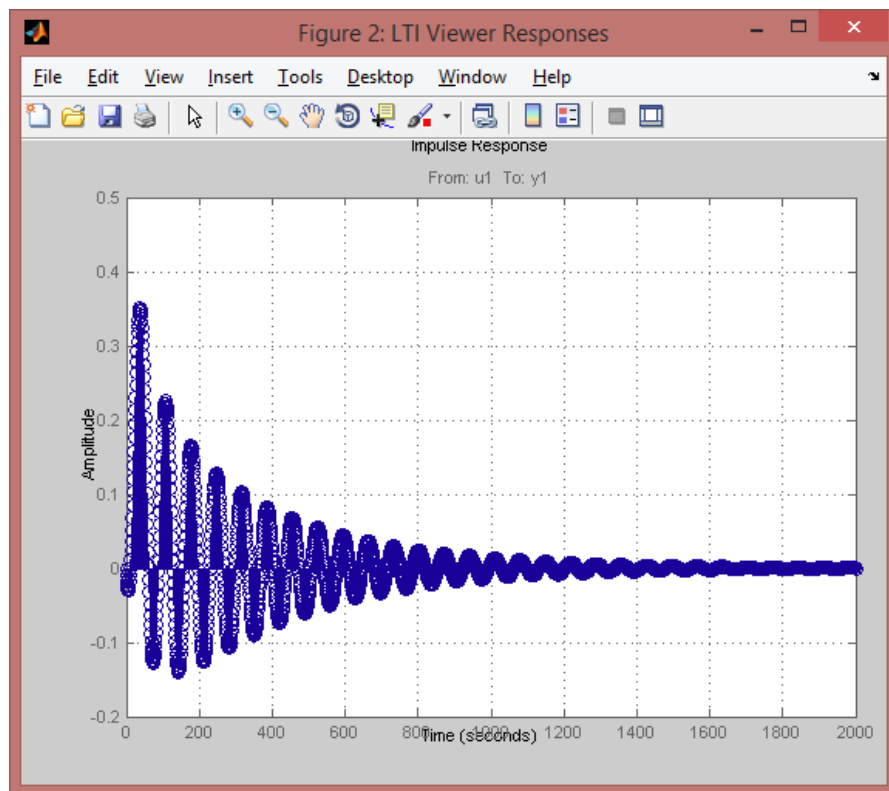 Figure 2: LTI Viewer Responses
File Edit View Insert Tools Desktop Window Help
Impulse Response
From: u1 To: y1
0.5
0.4
0.3
0.2
0.1
0
-0.1
-0.2
Amplitude
0 200 400 600 800 1000 1200 1400 1600 1800 2000
Time (seconds)